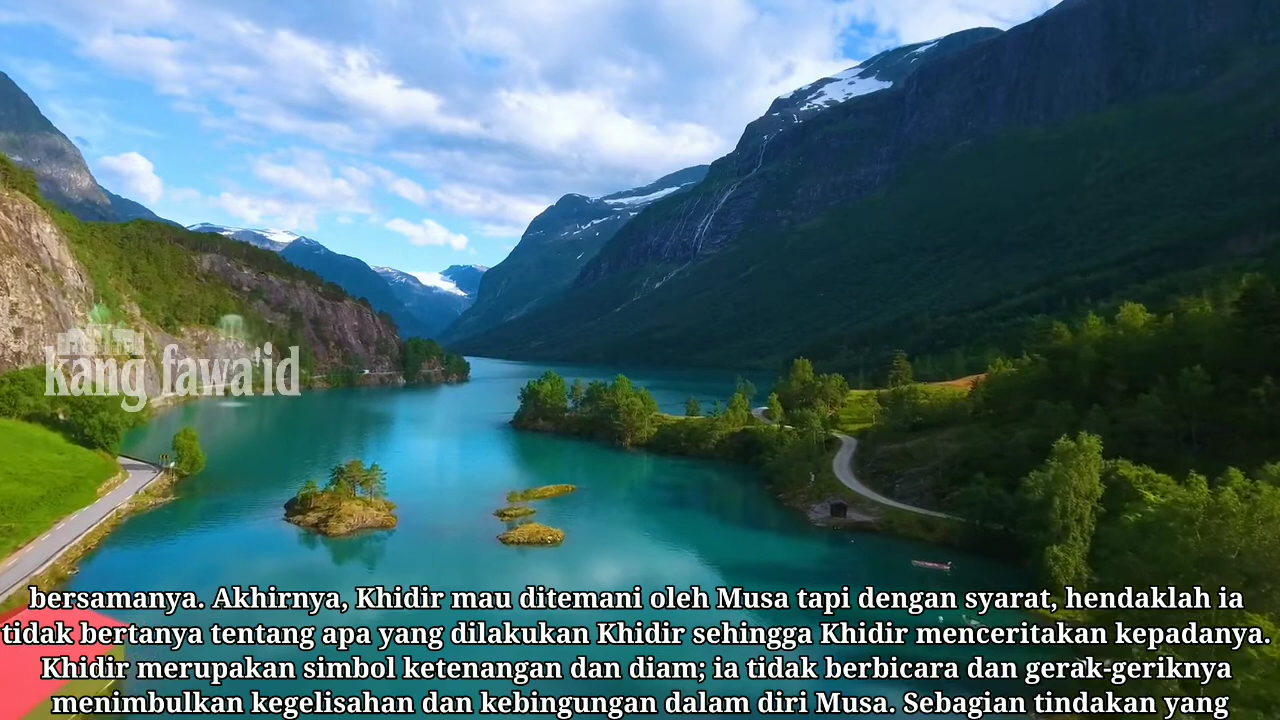 kang fawa'id
bersamanya. Akhirnya, Khidir mau ditemani oleh Musa tapi dengan syarat, hendaklah ia
tidak bertanya tentang apa yang dilakukan Khidir sehingga Khidir menceritakan kepadanya.
Khidir merupakan simbol ketenangan dan diam; ia tidak berbicara dan gerak-geriknya
menimbulkan kegelisahan dan kebingungan dalam diri Musa. Sebagian tindakan yang